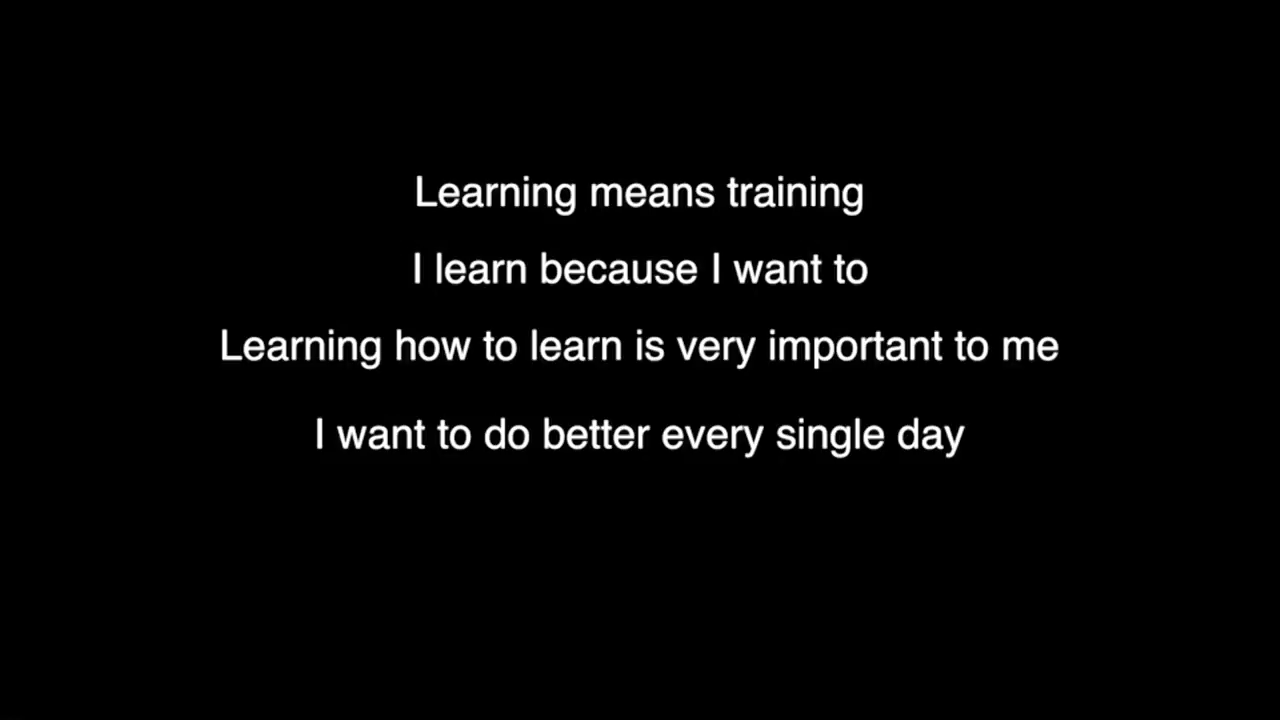 Learning means training
I learn because I want to
Learning how to learn is very important to me
I want to do better every single day